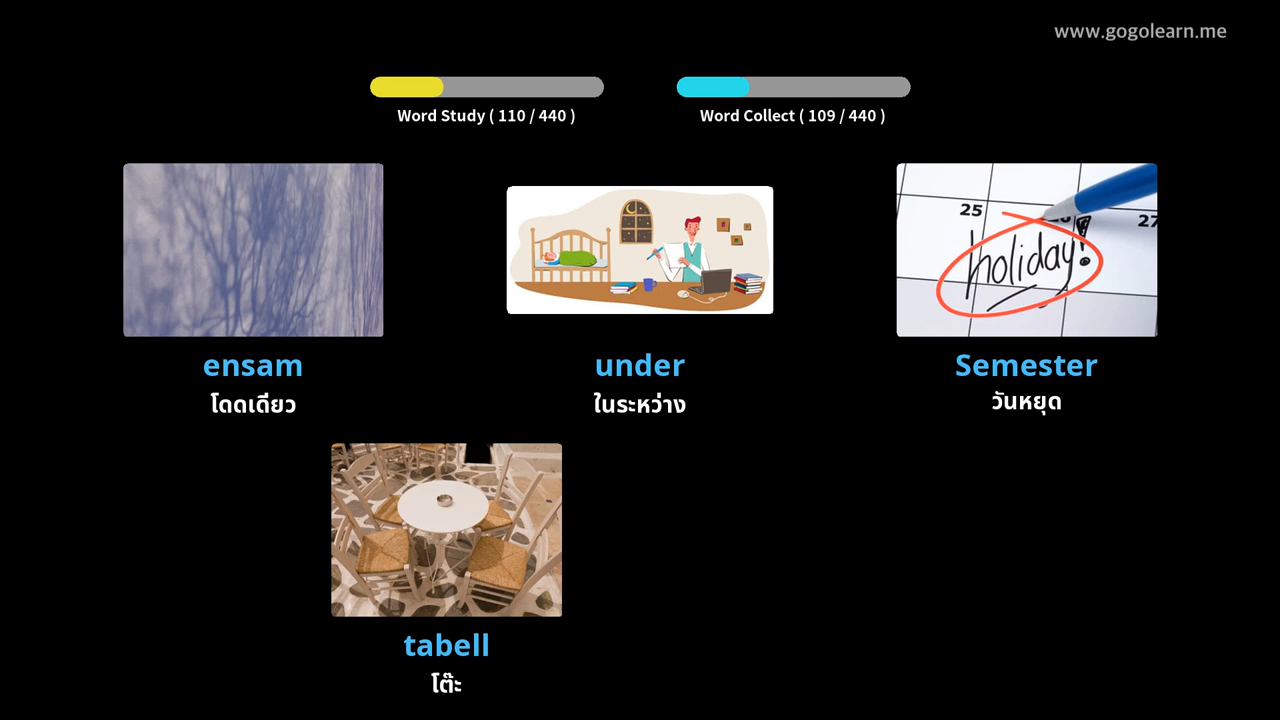 www.gogolearn.me
Word Study ( 110 / 440 )
Word Collect ( 109 / 440 )
25
27
holiday!
ensam
โดดเดียว
under
ในระหว่าง
Semester
วันหยุด
tabell
โต๊ะ